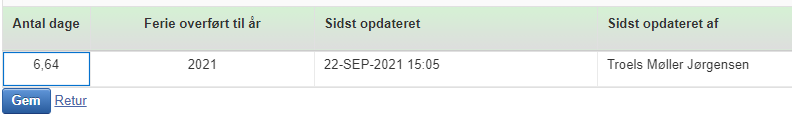 Antal dage Ferie overført til år Sidst opdateret Sidst opdateret af
6,64 2021 22-SEP-2021 15:05 Troels Møller Jørgensen
Gem Retur